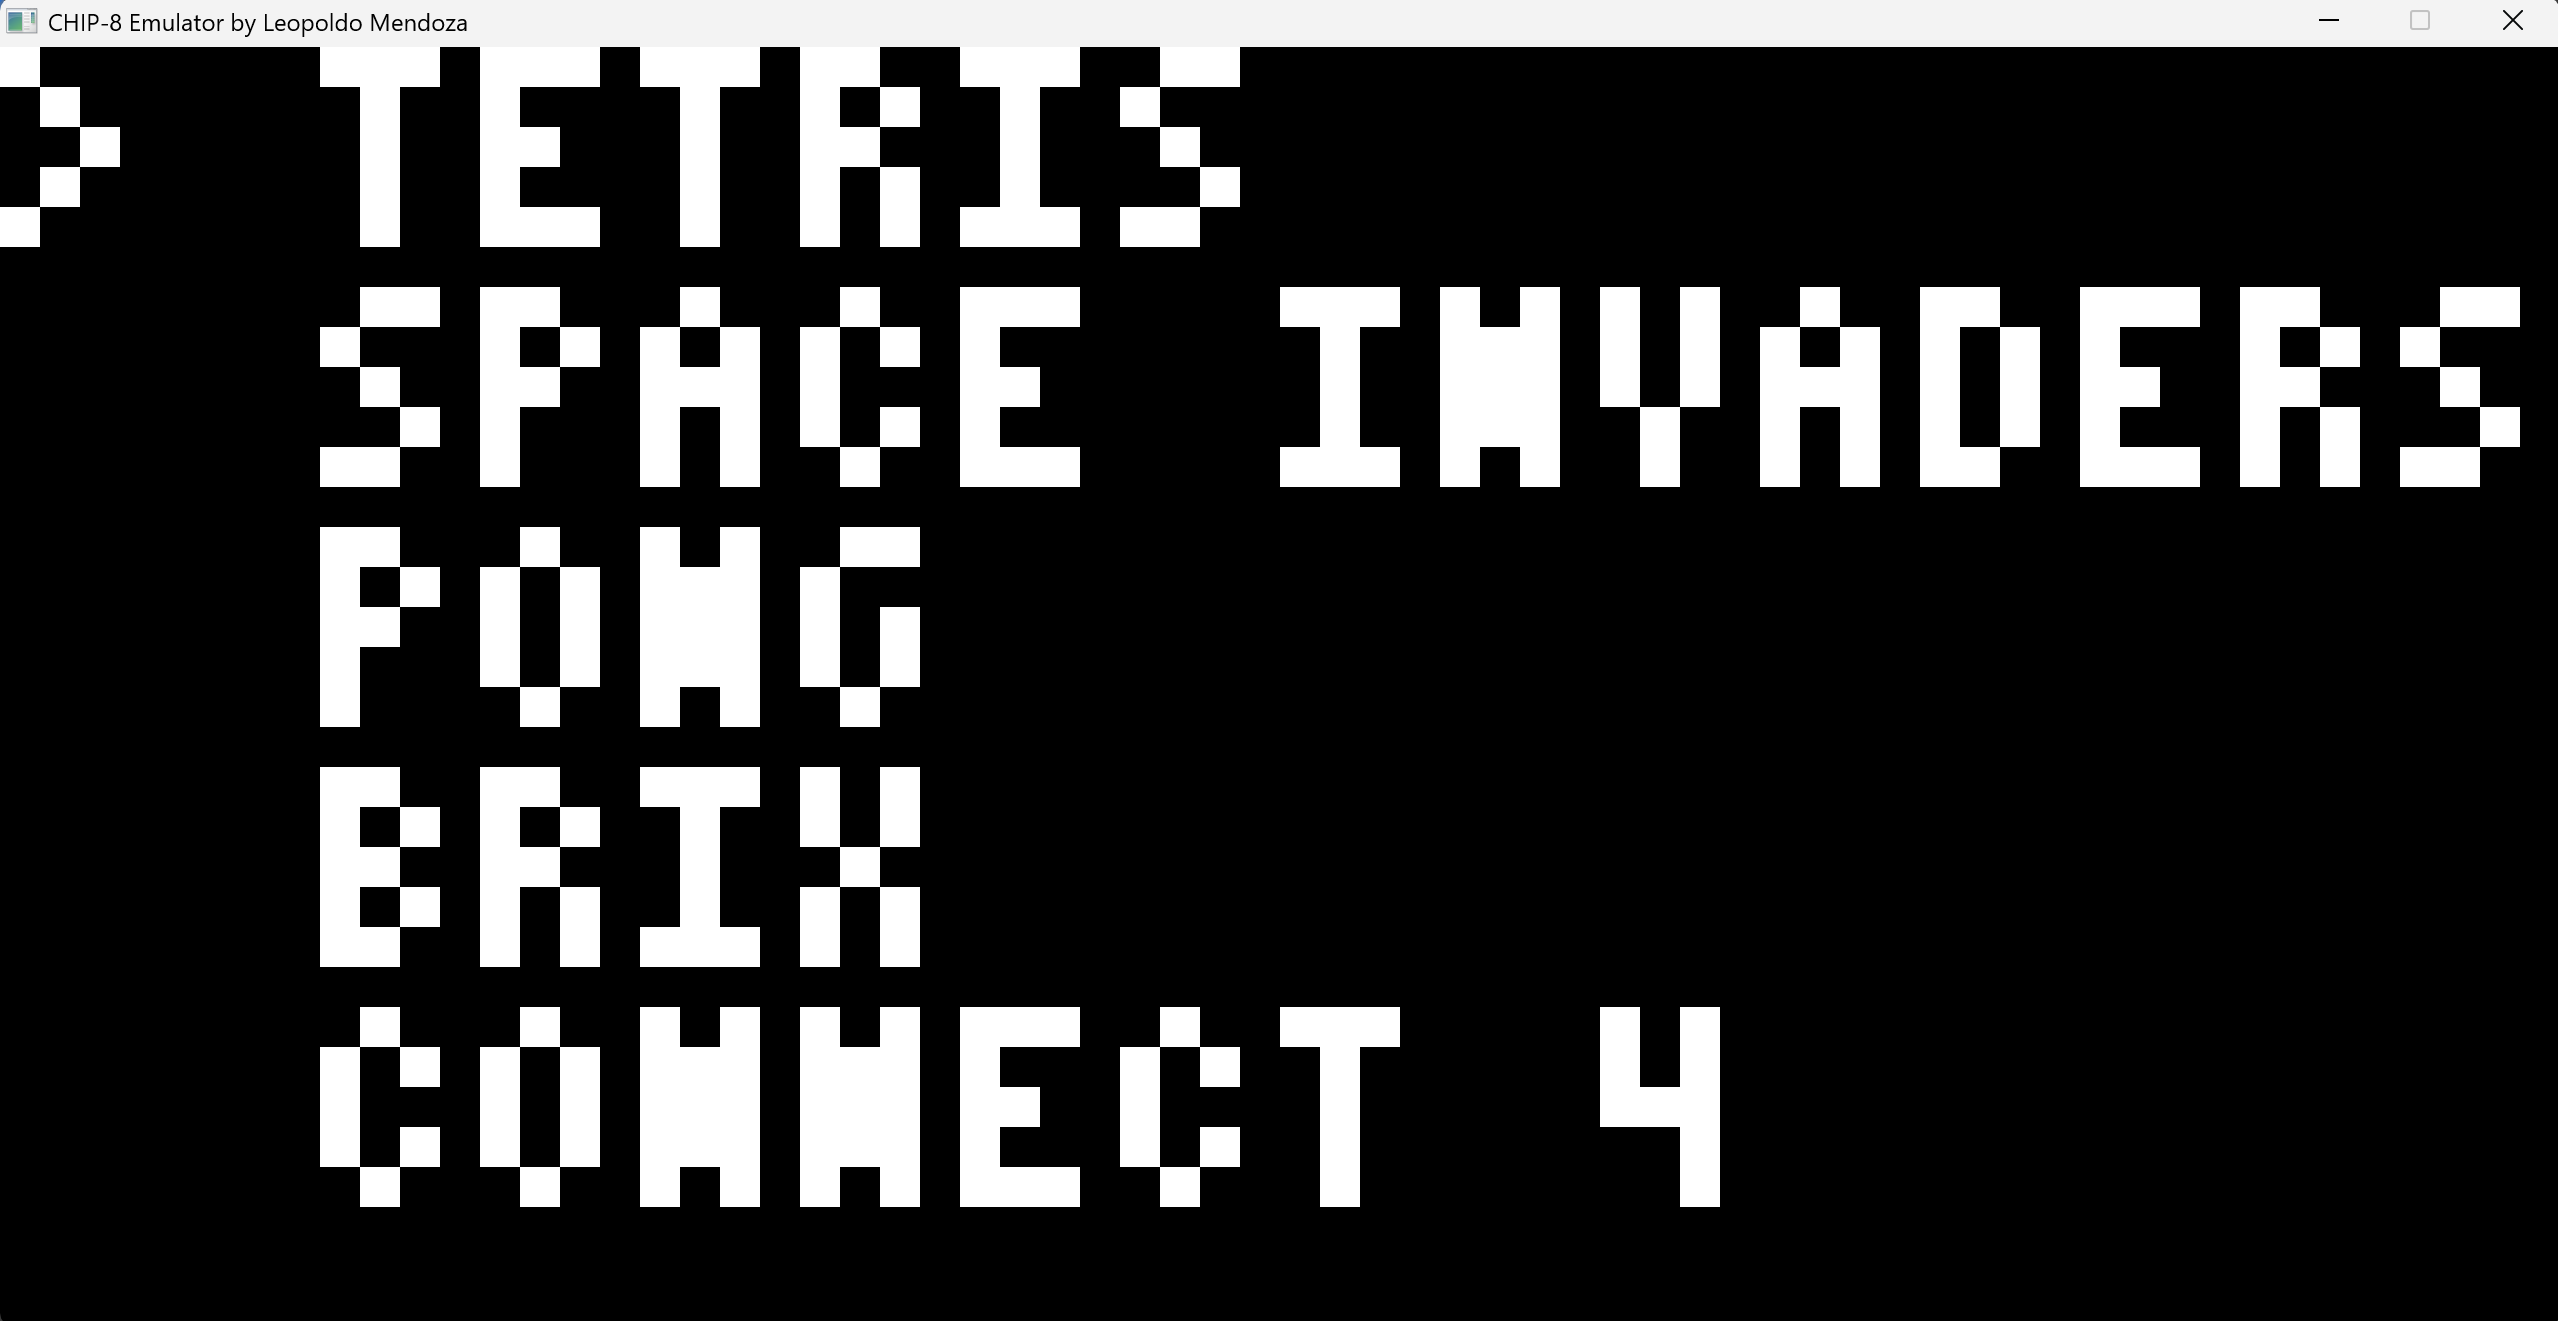 CHIP-8 Emulator by Leopoldo Mendoza
> TETRIS
SPACE INVADERS
PONG
BRIX
CONNECT 4